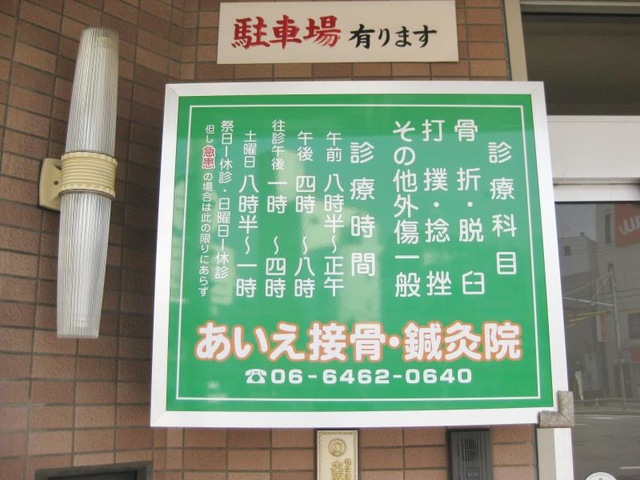 駐車場 有ります
診療科目
骨折・脱臼
打撲・捻挫
その他外傷一般
診療時間
午前 八時半〜正午
午後 四時〜八時
往診午後 一時〜四時
土曜日 八時半〜一時
祭日ー休診・日曜日ー休診
但し急患の場合は此の限りにあらず
あいえ接骨・鍼灸院
☎06-6462-0640